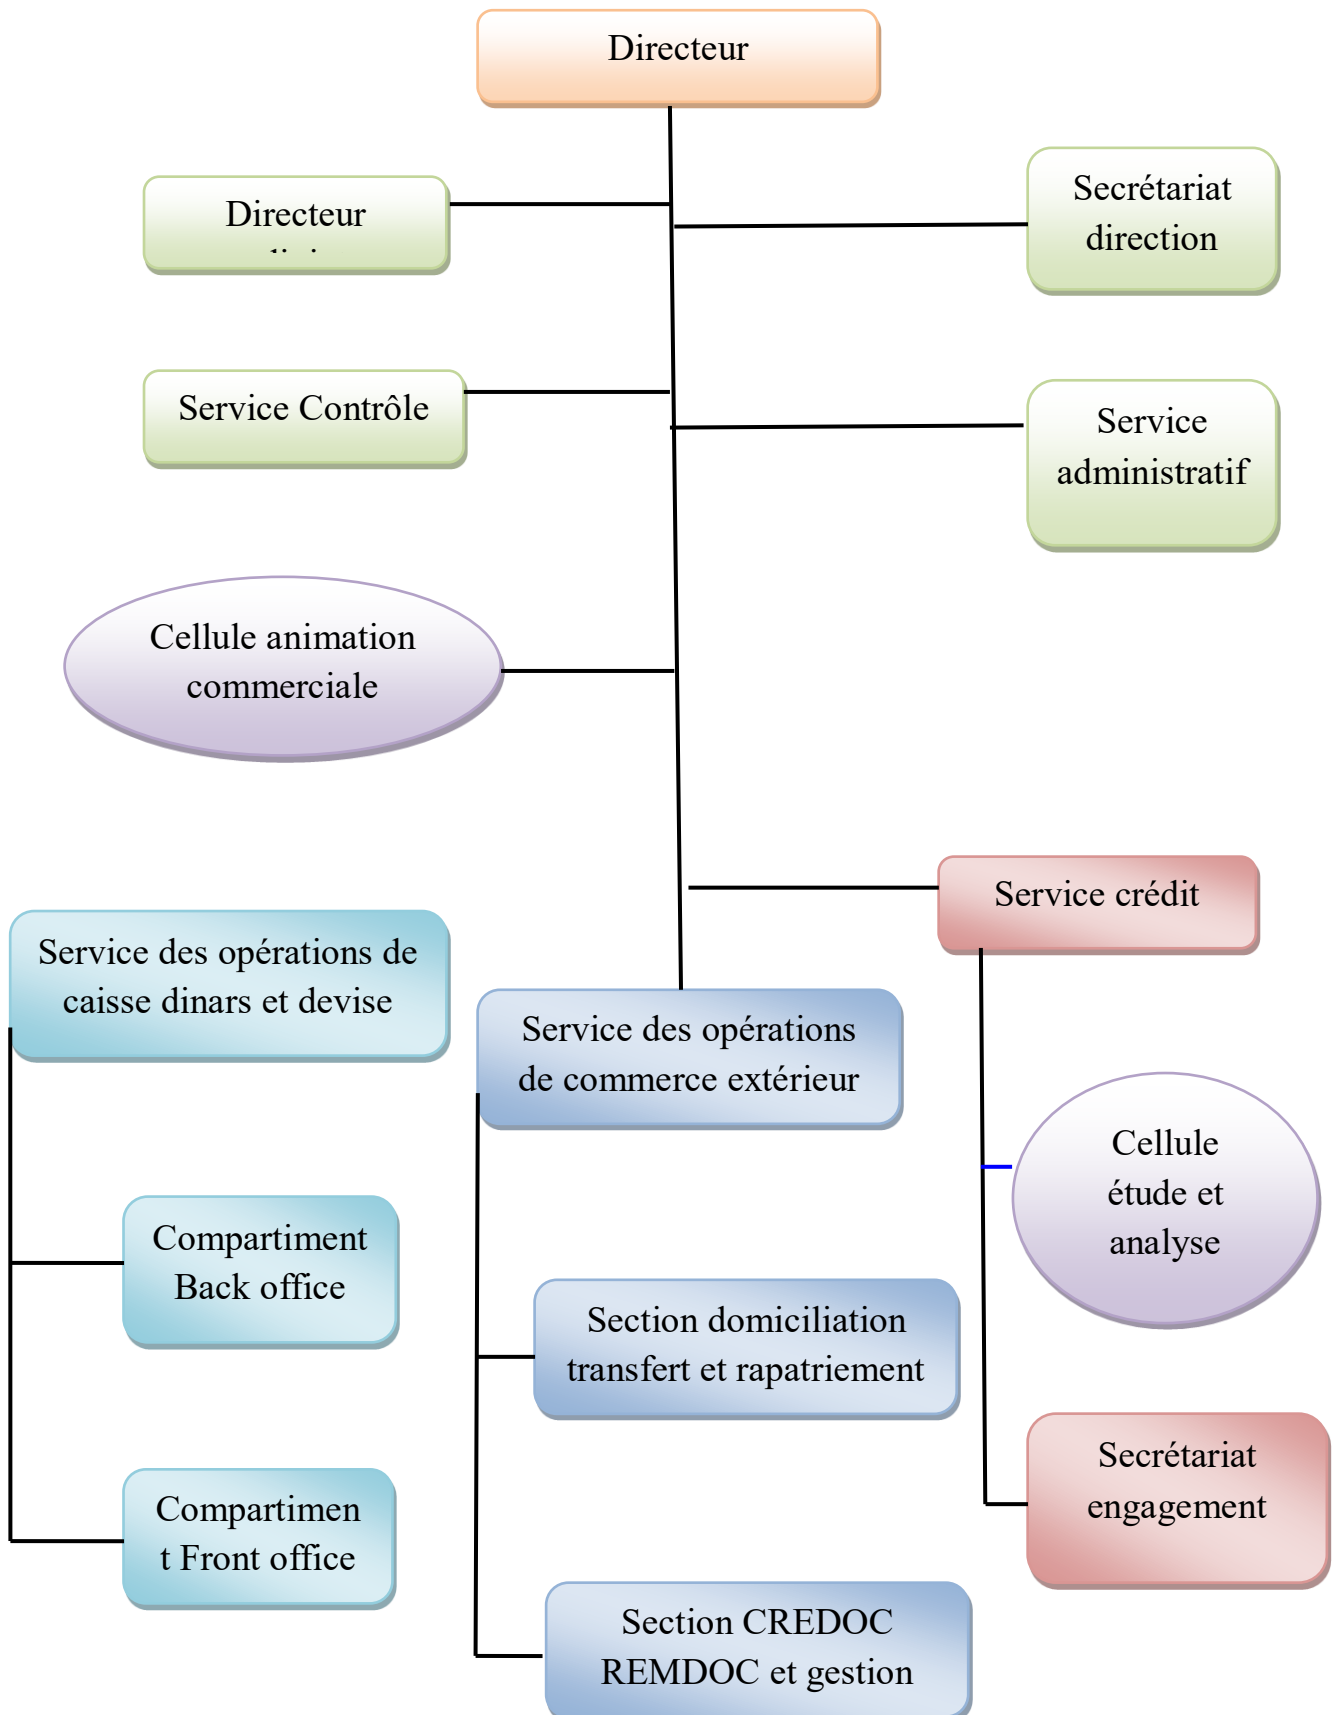 Directeur
Directeur
Secrétariat
direction
Service Contrôle
Service
administratif
Cellule animation
commerciale
Service crédit
Service des opérations de
caisse dinars et devise
Service des opérations
de commerce extérieur
Cellule
étude et
analyse
Compartiment
Back office
Section domiciliation
transfert et rapatriement
Secrétariat
engagement
Compartimen
t Front office
Section CREDOC
REMDOC et gestion